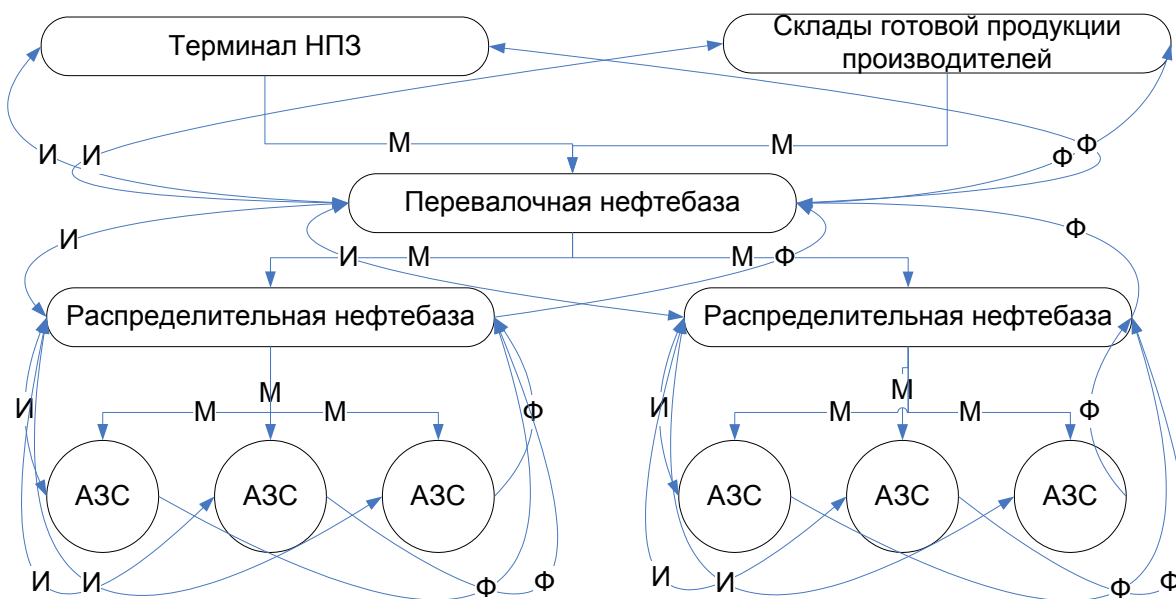 Терминал НПЗ
Склады готовой продукции
производителей
М
М
И
И
Ф
Ф
Перевалочная нефтебаза
И
И
М
М
Ф
Ф
Распределительная нефтебаза
Распределительная нефтебаза
И
М
М
М
Ф
И
М
М
М
Ф
АЗС
АЗС
АЗС
АЗС
АЗС
АЗС
И
И
Ф
Ф
И
И
Ф
Ф